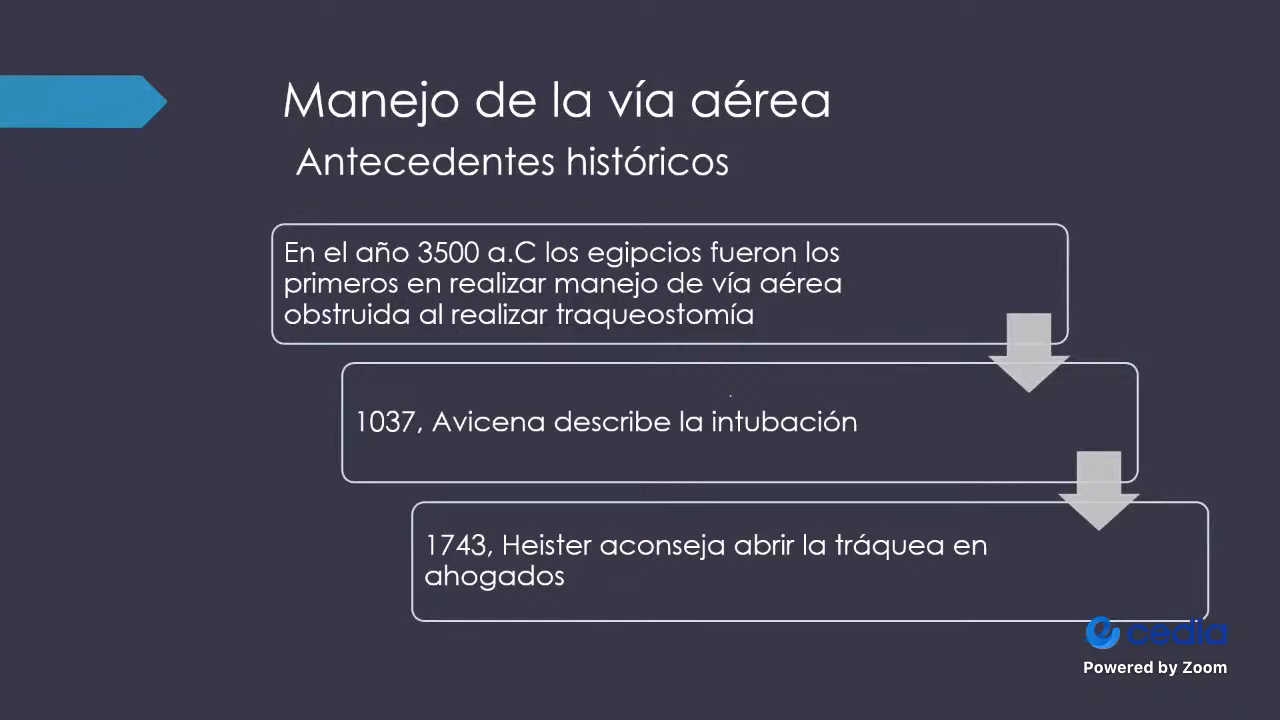 Manejo de la vía aérea
Antecedentes históricos
En el año 3500 a.C los egipcios fueron los
primeros en realizar manejo de vía aérea
obstruida al realizar traqueostomía
1037, Avicena describe la intubación
1743, Heister aconseja abrir la tráquea en
ahogados
cedia
Powered by Zoom